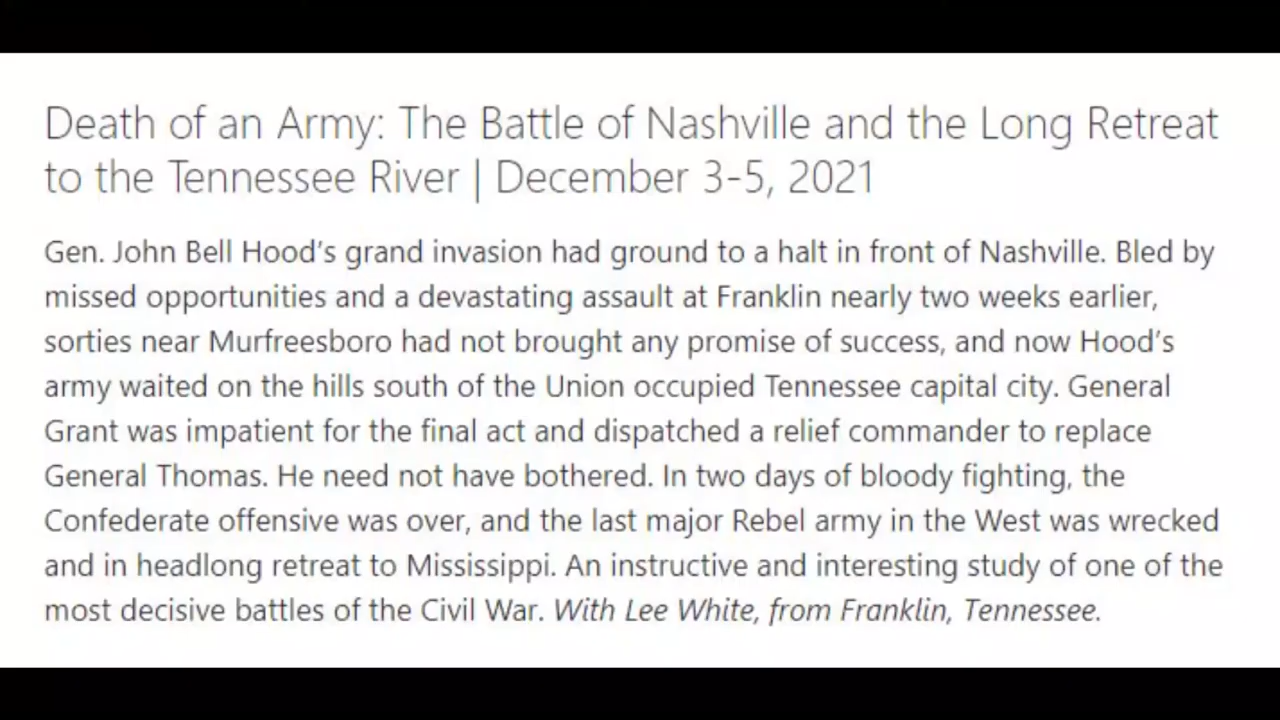 Death of an Army: The Battle of Nashville and the Long Retreat
to the Tennessee River | December 3-5, 2021
Gen. John Bell Hood’s grand invasion had ground to a halt in front of Nashville. Bled by
missed opportunities and a devastating assault at Franklin nearly two weeks earlier,
sorties near Murfreesboro had not brought any promise of success, and now Hood’s
army waited on the hills south of the Union occupied Tennessee capital city. General
Grant was impatient for the final act and dispatched a relief commander to replace
General Thomas. He need not have bothered. In two days of bloody fighting, the
Confederate offensive was over, and the last major Rebel army in the West was wrecked
and in headlong retreat to Mississippi. An instructive and interesting study of one of the
most decisive battles of the Civil War. With Lee White, from Franklin, Tennessee.